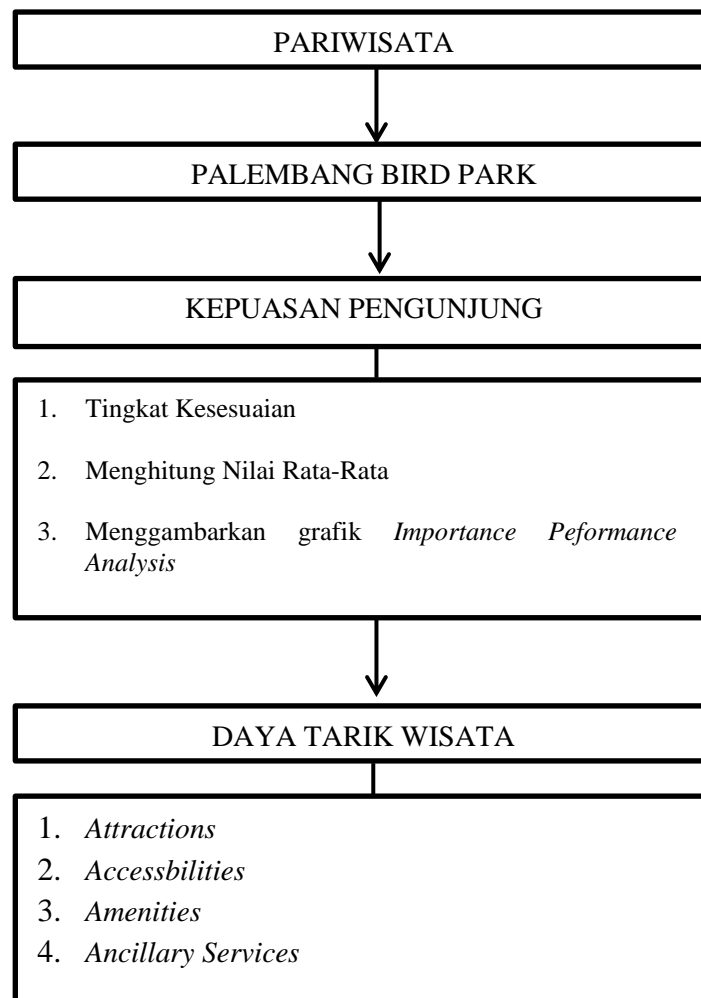 PARIWISATA
PALEMBANG BIRD PARK
KEPUASAN PENGUNJUNG
1. Tingkat Kesesuaian
2. Menghitung Nilai Rata-Rata
3. Menggambarkan grafik Importance Peformance
Analysis
DAYA TARIK WISATA
1. Attractions
2. Accessbilities
3. Amenities
4. Ancillary Services